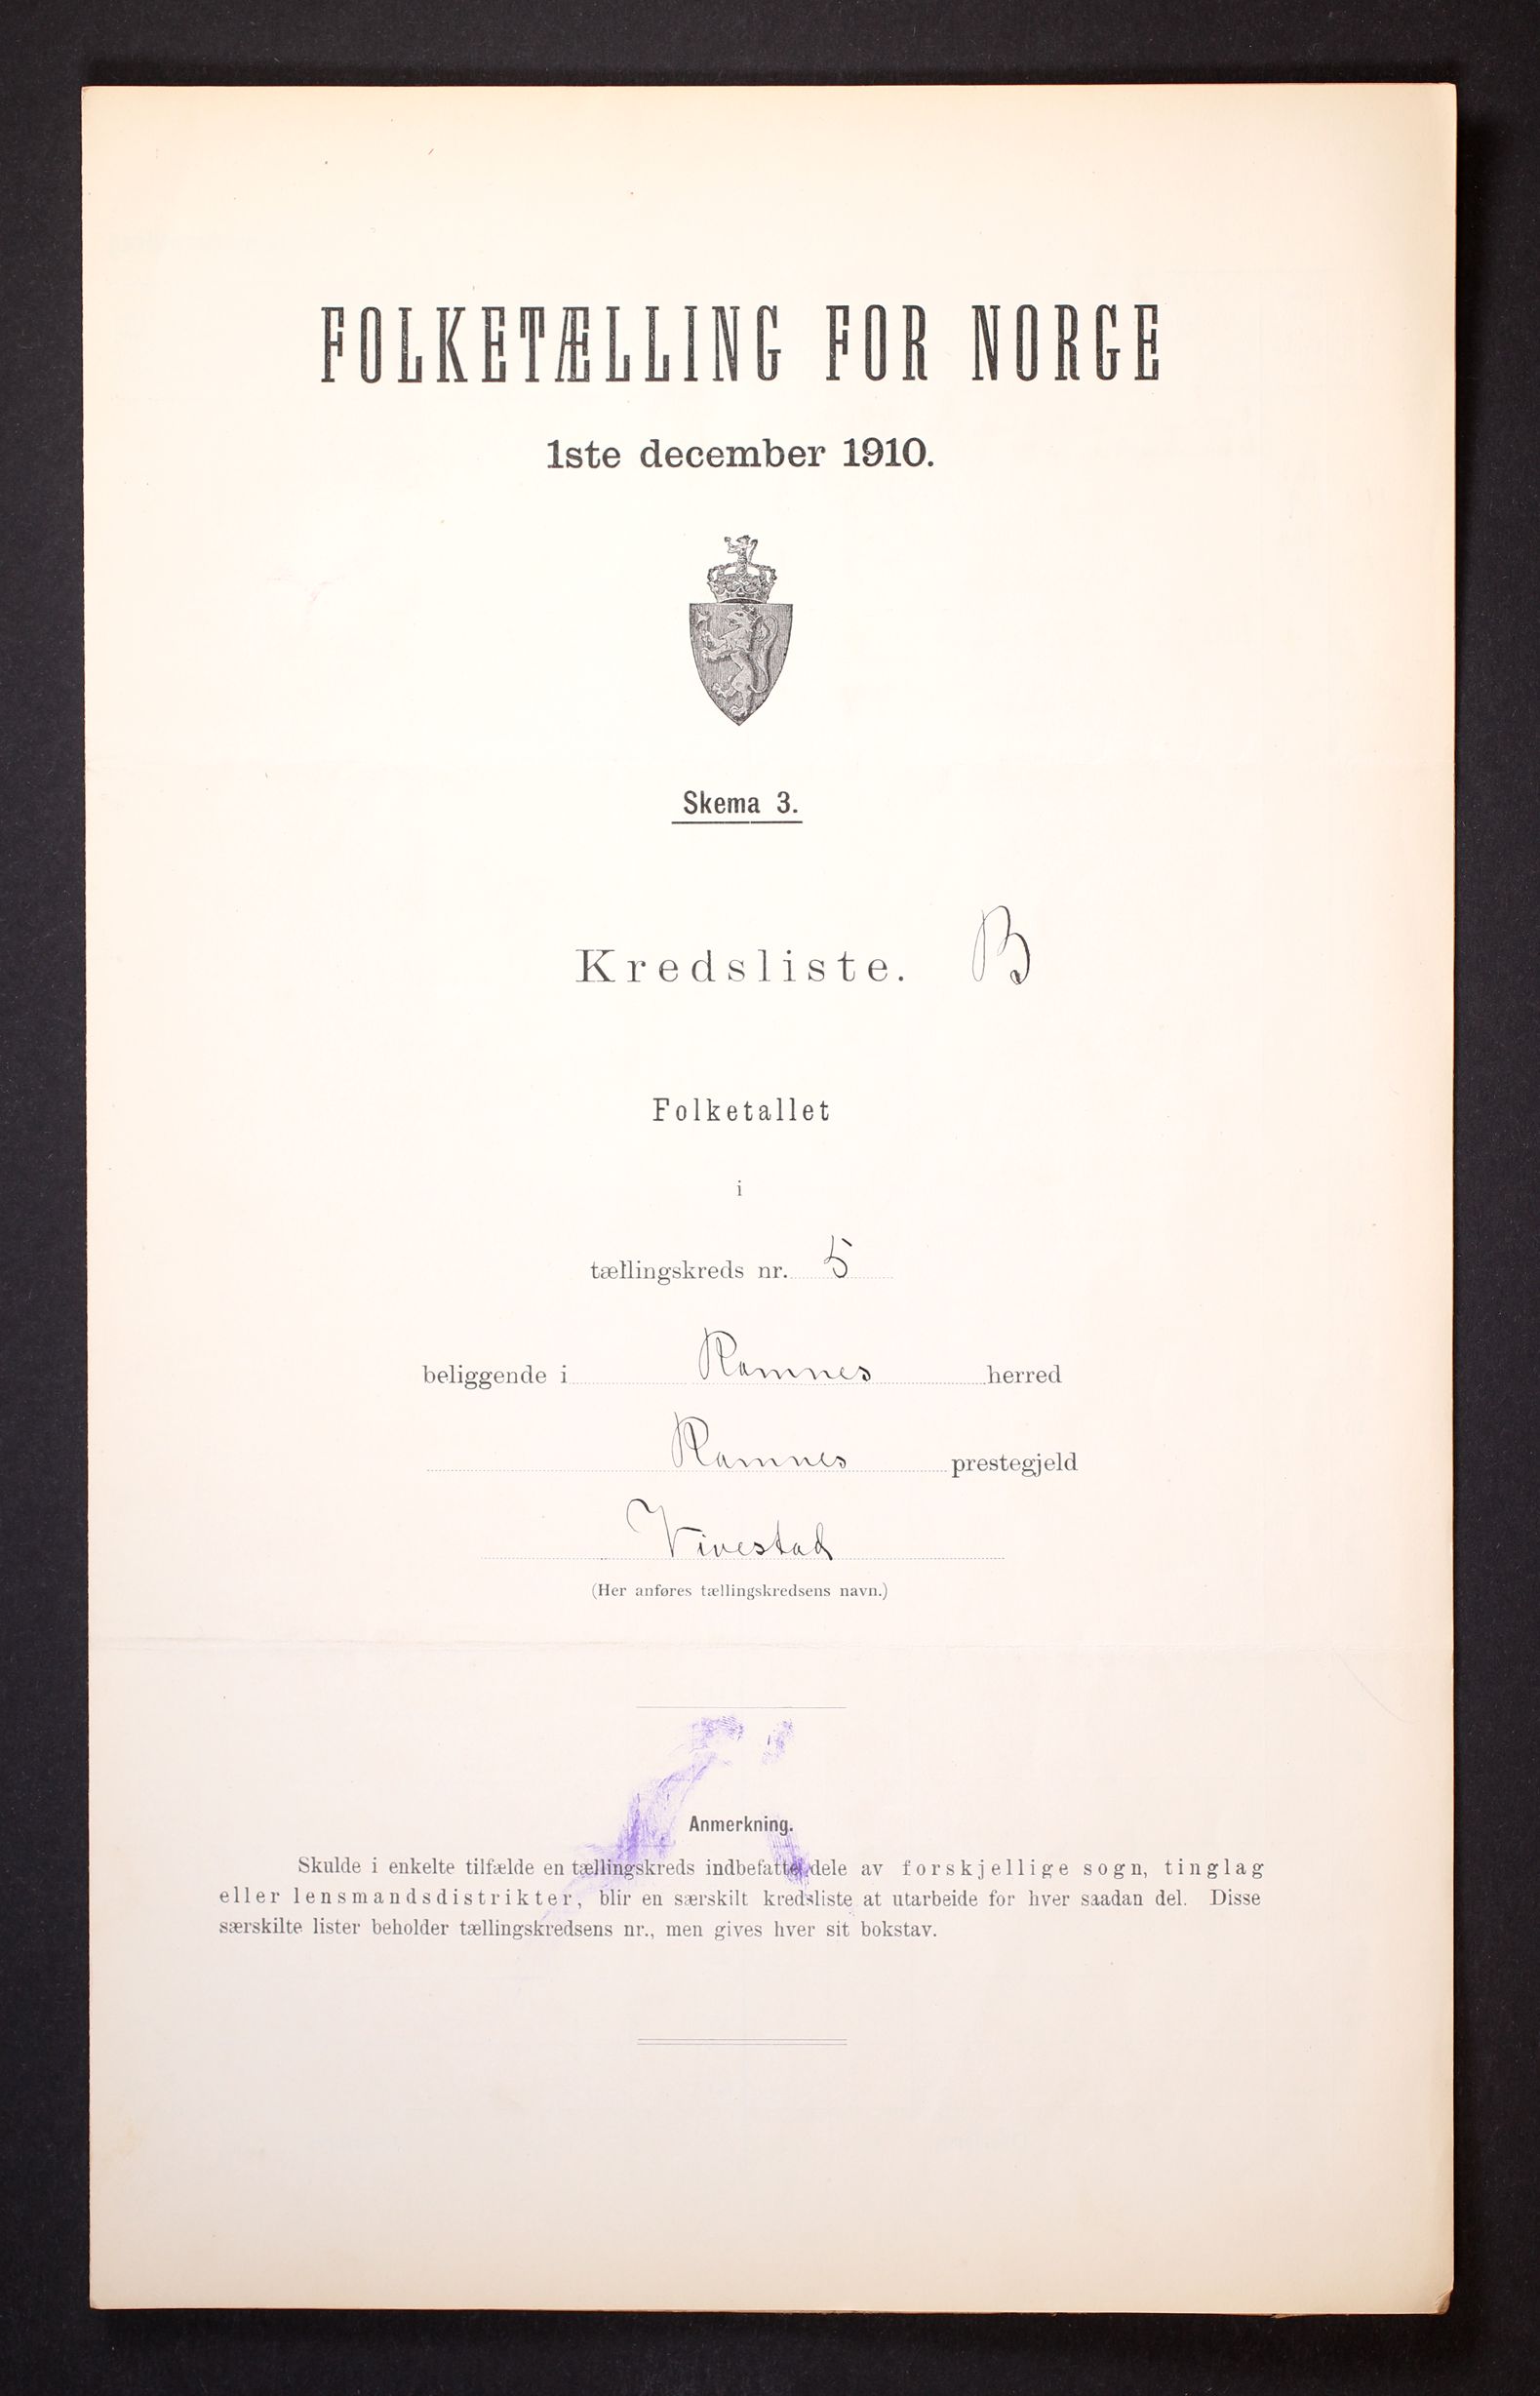 FOLKETÆLLING FOR NORGE
1ste december 1910.
Skema 3.
Kredsliste. B
Folketallet
i
tællingskreds nr. 5
beliggende i Ramnes herred
Ramnes prestegjeld
Vivestad
(Her anføres tællingskredsens navn.)
Anmerkning.
Skulde i enkelte tilfælde en tællingskreds indbefatte dele av forskjellige sogn, tinglag
eller lensmandsdistrikter, blir en særskilt kredsliste at utarbeide for hver saadan del. Disse
særskilte lister beholder tællingskredsens nr., men gives hver sit bokstav.